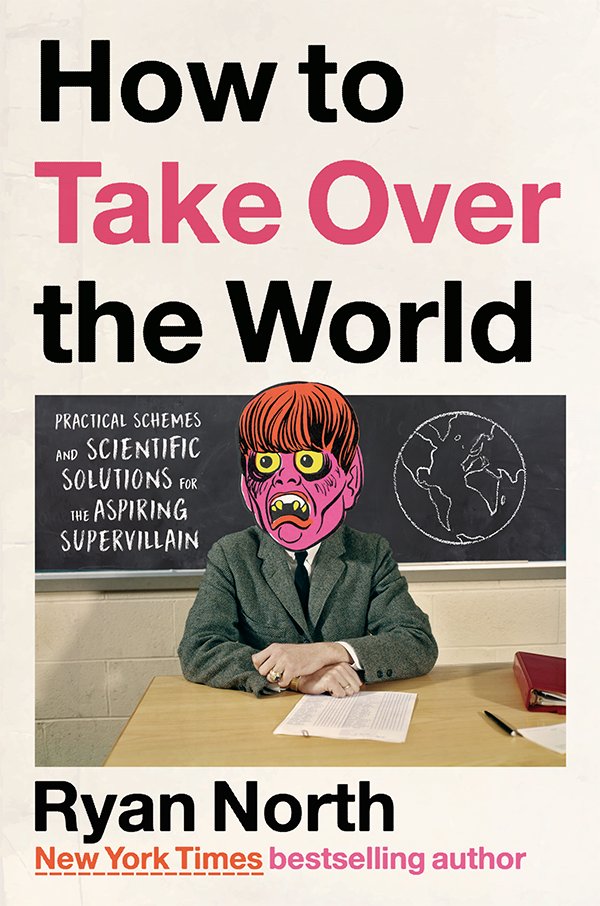 How to
Take Over
the World
PRACTICAL SCHEMES
AND SCIENTIFIC
SOLUTIONS FOR
THE ASPIRING
SUPERVILLAIN
Ryan North
New York Times bestselling author